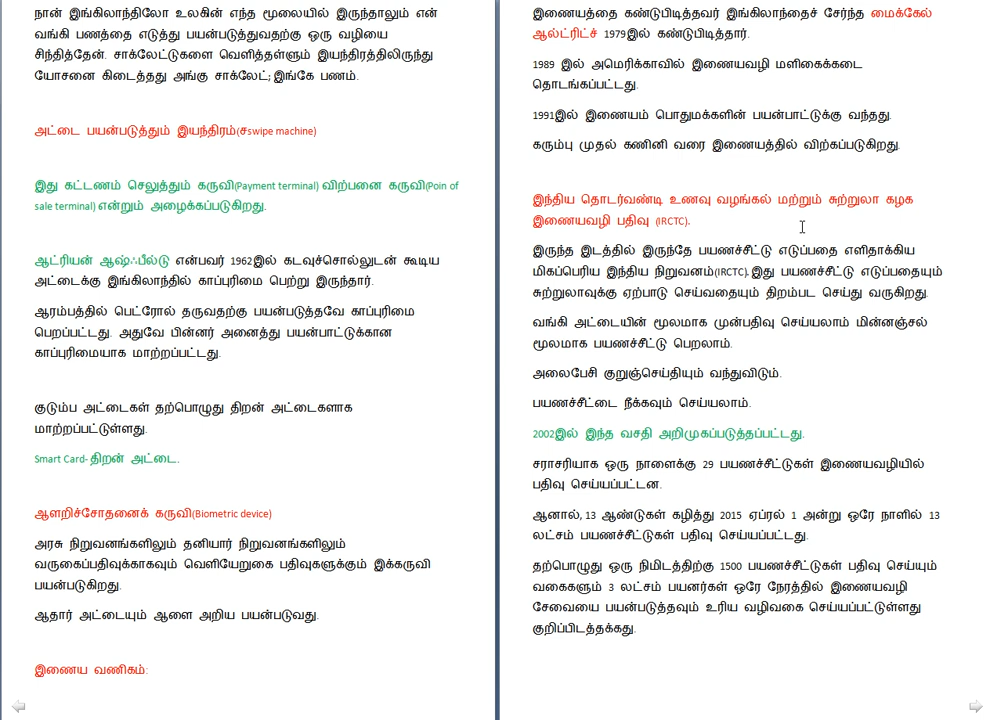 நான் இங்கிலாந்திலோ உலகின் எந்த மூலையில் இருந்தாலும் என்
வங்கி பணத்தை எடுத்து பயன்படுத்துவதற்கு ஒரு வழியை
சிந்தித்தேன். சாக்லேட்டுகளை வெளித்தள்ளும் இயந்திரத்திலிருந்து
யோசனை கிடைத்தது அங்கு சாக்லேட்; இங்கே பணம்.
அட்டை பயன்படுத்தும் இயந்திரம்(சswipe machine)
இது கட்டணம் செலுத்தும் கருவி(Payment terminal) விற்பனை கருவி(Poin of
sale terminal) என்றும் அழைக்கப்படுகிறது.
ஆட்ரியன் ஆஷ்ஃபீல்டு என்பவர் 1962இல் கடவுச்சொல்லுடன் கூடிய
அட்டைக்கு இங்கிலாந்தில் காப்புரிமை பெற்று இருந்தார்.
ஆரம்பத்தில் பெட்ரோல் தருவதற்கு பயன்படுத்தவே காப்புரிமை
பெறப்பட்டது. அதுவே பின்னர் அனைத்து பயன்பாட்டுக்கான
காப்புரிமையாக மாற்றப்பட்டது.
குடும்ப அட்டைகள் தற்பொழுது திறன் அட்டைகளாக
மாற்றப்பட்டுள்ளது.
Smart Card- திறன் அட்டை.
ஆளறிச்சோதனைக் கருவி(Biometric device)
அரசு நிறுவனங்களிலும் தனியார் நிறுவனங்களிலும்
வருகைப்பதிவுக்காகவும் வெளியேறுகை பதிவுகளுக்கும் இக்கருவி
பயன்படுகிறது.
ஆதார் அட்டையும் ஆளை அறிய பயன்படுவது.
இணைய வணிகம்:
இணையத்தை கண்டுபிடித்தவர் இங்கிலாந்தைச் சேர்ந்த மைக்கேல்
ஆல்ட்ரிட்ச் 1979இல் கண்டுபிடித்தார்.
1989 இல் அமெரிக்காவில் இணையவழி மளிகைக்கடை
தொடங்கப்பட்டது.
1991இல் இணையம் பொதுமக்களின் பயன்பாட்டுக்கு வந்தது.
கரும்பு முதல் கணினி வரை இணையத்தில் விற்கப்படுகிறது.
இந்திய தொடர்வண்டி உணவு வழங்கல் மற்றும் சுற்றுலா கழக
இணையவழி பதிவு (IRCTC).
இருந்த இடத்தில் இருந்தே பயணச்சீட்டு எடுப்பதை எளிதாக்கிய
மிகப்பெரிய இந்திய நிறுவனம்(IRCTC). இது பயணச்சீட்டு எடுப்பதையும்
சுற்றுலாவுக்கு ஏற்பாடு செய்வதையும் திறம்பட செய்து வருகிறது.
வங்கி அட்டையின் மூலமாக முன்பதிவு செய்யலாம் மின்னஞ்சல்
மூலமாக பயணச்சீட்டு பெறலாம்.
அலைபேசி குறுஞ்செய்தியும் வந்துவிடும்.
பயணச்சீட்டை நீக்கவும் செய்யலாம்.
2002இல் இந்த வசதி அறிமுகப்படுத்தப்பட்டது.
சராசரியாக ஒரு நாளைக்கு 29 பயணச்சீட்டுகள் இணையவழியில்
பதிவு செய்யப்பட்டன.
ஆனால், 13 ஆண்டுகள் கழித்து 2015 ஏப்ரல் 1 அன்று ஒரே நாளில் 13
லட்சம் பயணச்சீட்டுகள் பதிவு செய்யப்பட்டது.
தற்பொழுது ஒரு நிமிடத்திற்கு 1500 பயணச்சீட்டுகள் பதிவு செய்யும்
வகைகளும் 3 லட்சம் பயனர்கள் ஒரே நேரத்தில் இணையவழி
சேவையை பயன்படுத்தவும் உரிய வழிவகை செய்யப்பட்டுள்ளது
குறிப்பிடத்தக்கது.